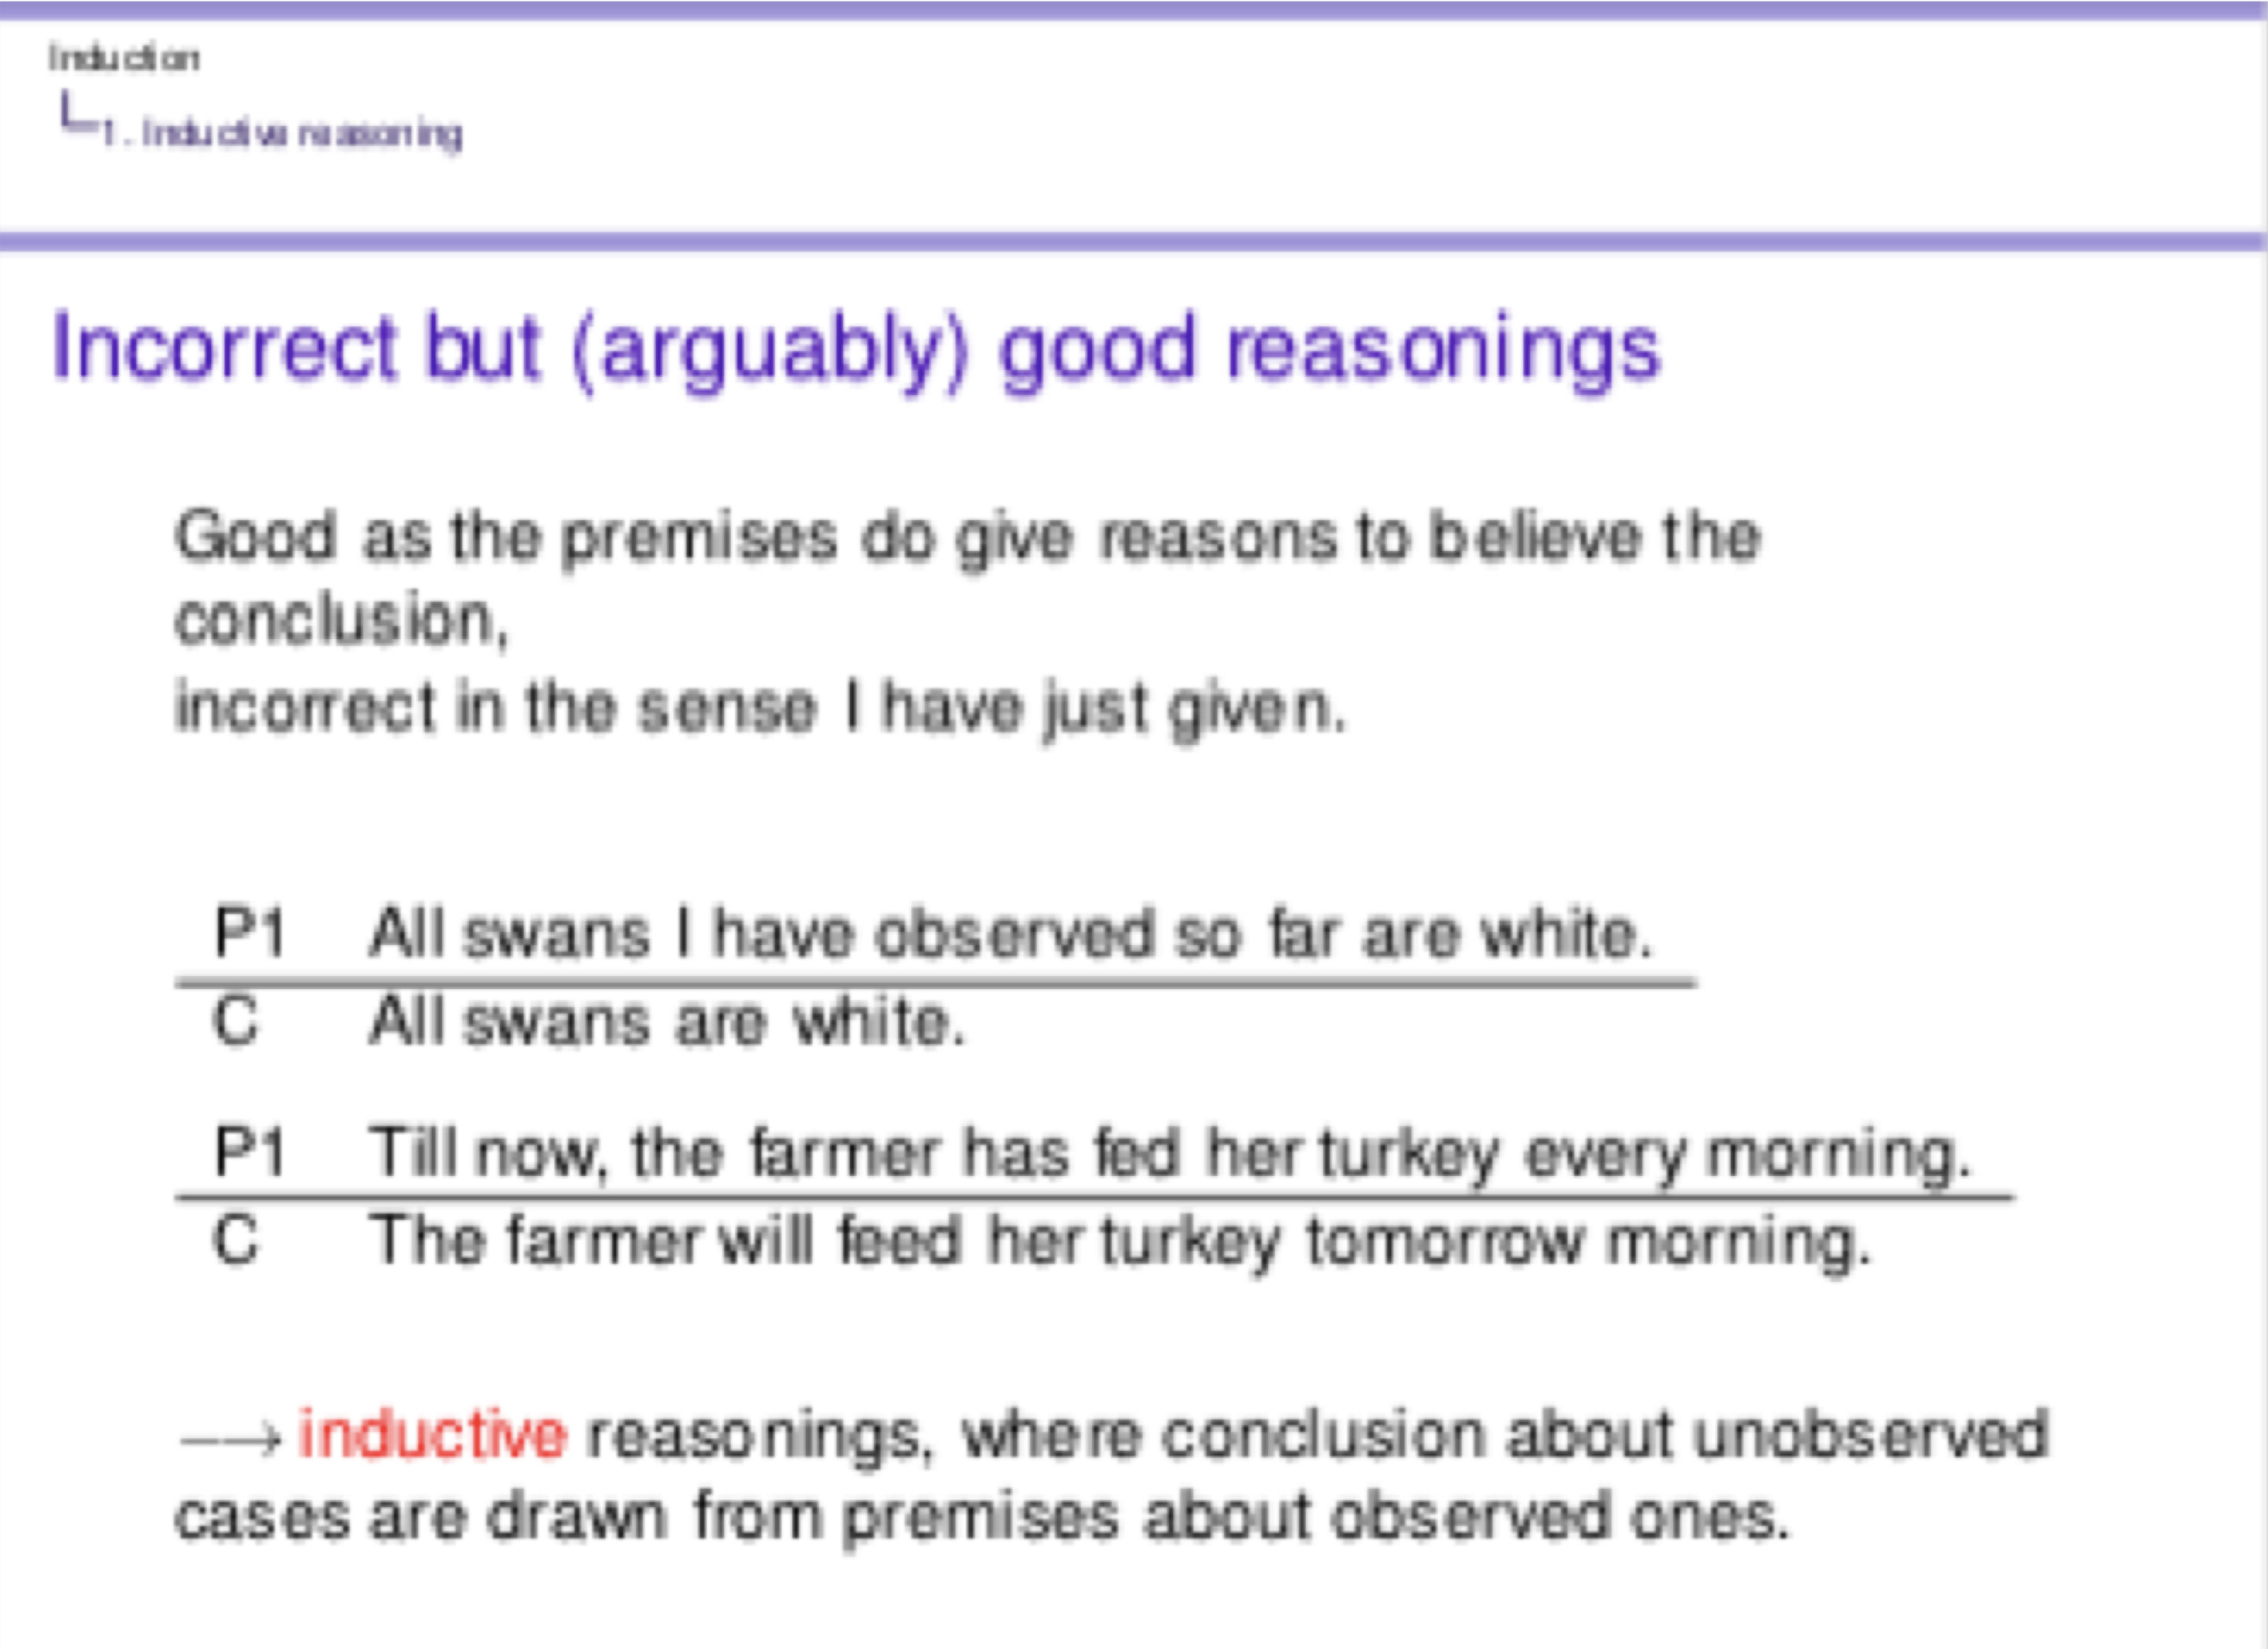 Induction
1. Inductive reasoning
Incorrect but (arguably) good reasonings
Good as the premises do give reasons to believe the
conclusion,
incorrect in the sense I have just given.
P1 All swans I have observed so far are white.
C All swans are white.
P1 Till now, the farmer has fed her turkey every morning.
C The farmer will feed her turkey tomorrow morning.
⟶ inductive reasonings, where conclusion about unobserved
cases are drawn from premises about observed ones.